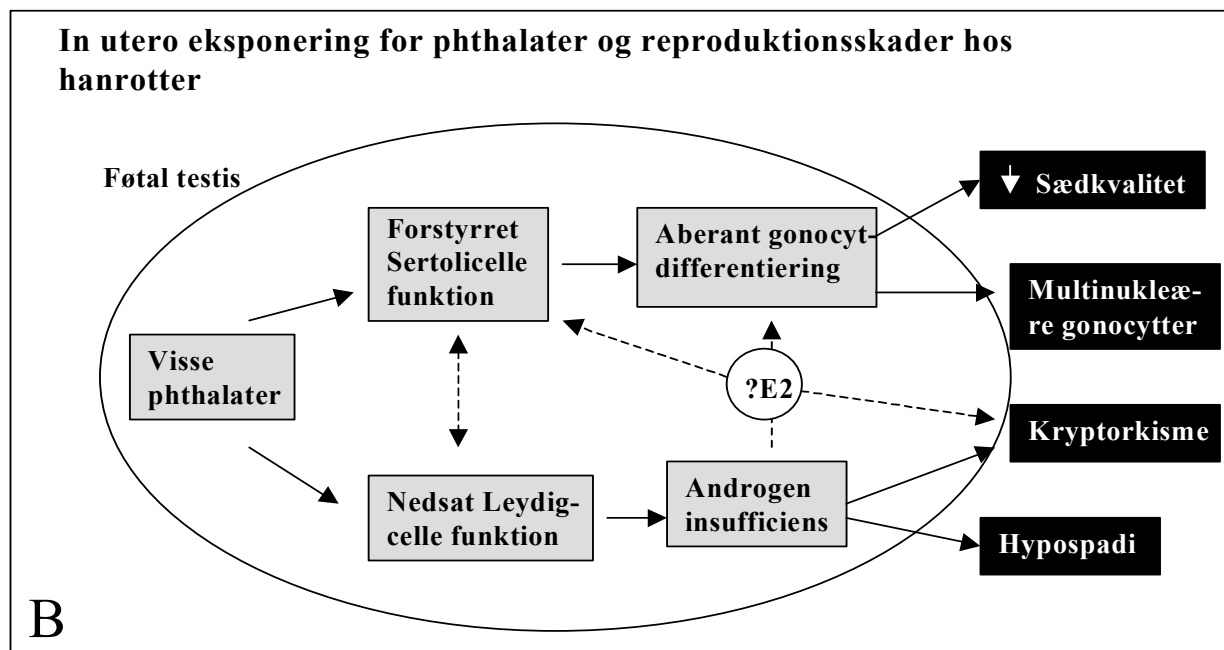 In utero eksponering for phthalater og reproduktionsskader hos
hanrotter
Føtal testis
Visse
phthalater
Forstyrret
Sertolicelle
funktion
Aberant gonocyt-
differentiering
Nedsat Leydig-
celle funktion
?E2
Androgen
insufficiens
Sædkvalitet
Multinukleæ-
re gonocytter
Kryptorkisme
Hypospadi
B